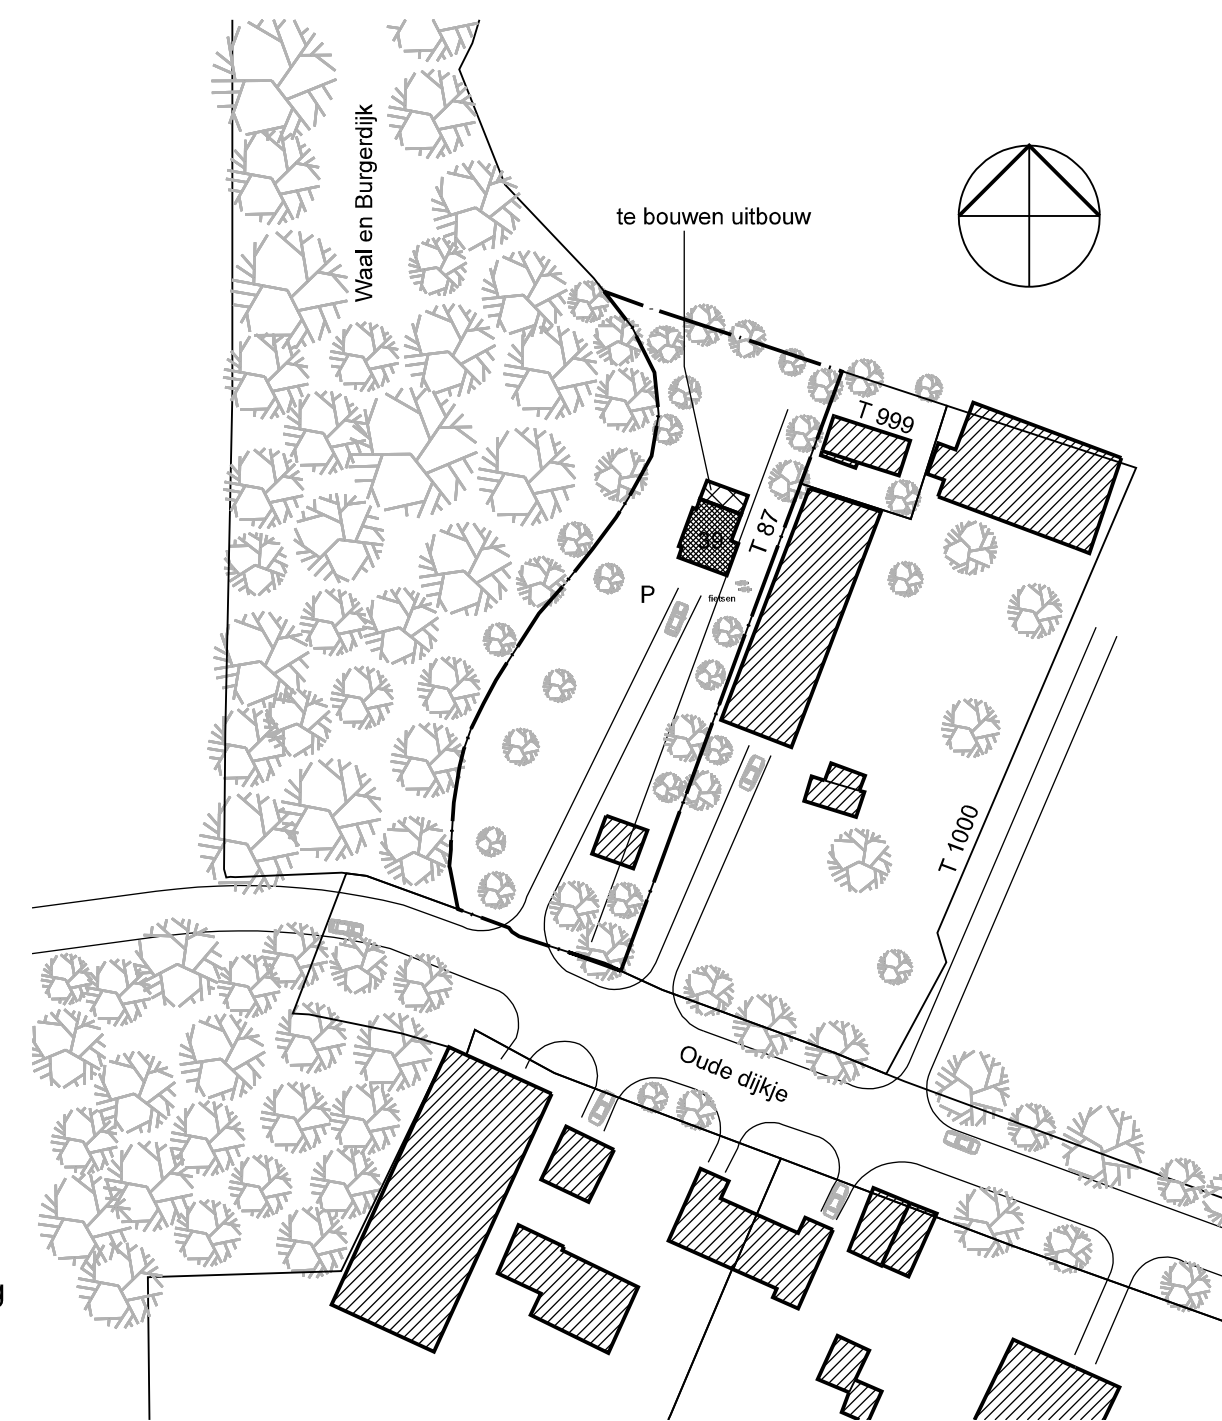 Waal en Burgerdijk
te bouwen uitbouw
T 999
T 87
P
fietsen
T 1000
Oude dijkje